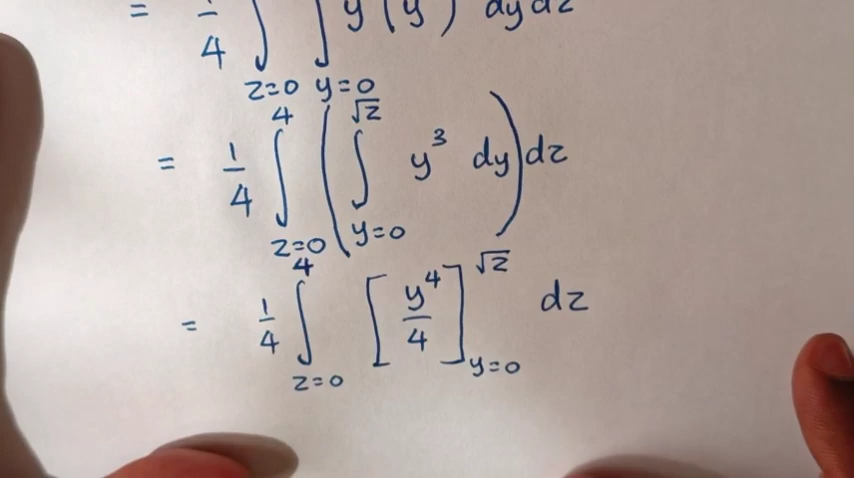 = 1/4 ∫ ∫ y (y ) dy dz
z=0 y=0
= 1/4 ∫_{z=0}^{4} ( ∫_{y=0}^{√z} y³ dy ) dz
= 1/4 ∫_{z=0}^{4} [ y⁴/4 ]_{y=0}^{√z} dz